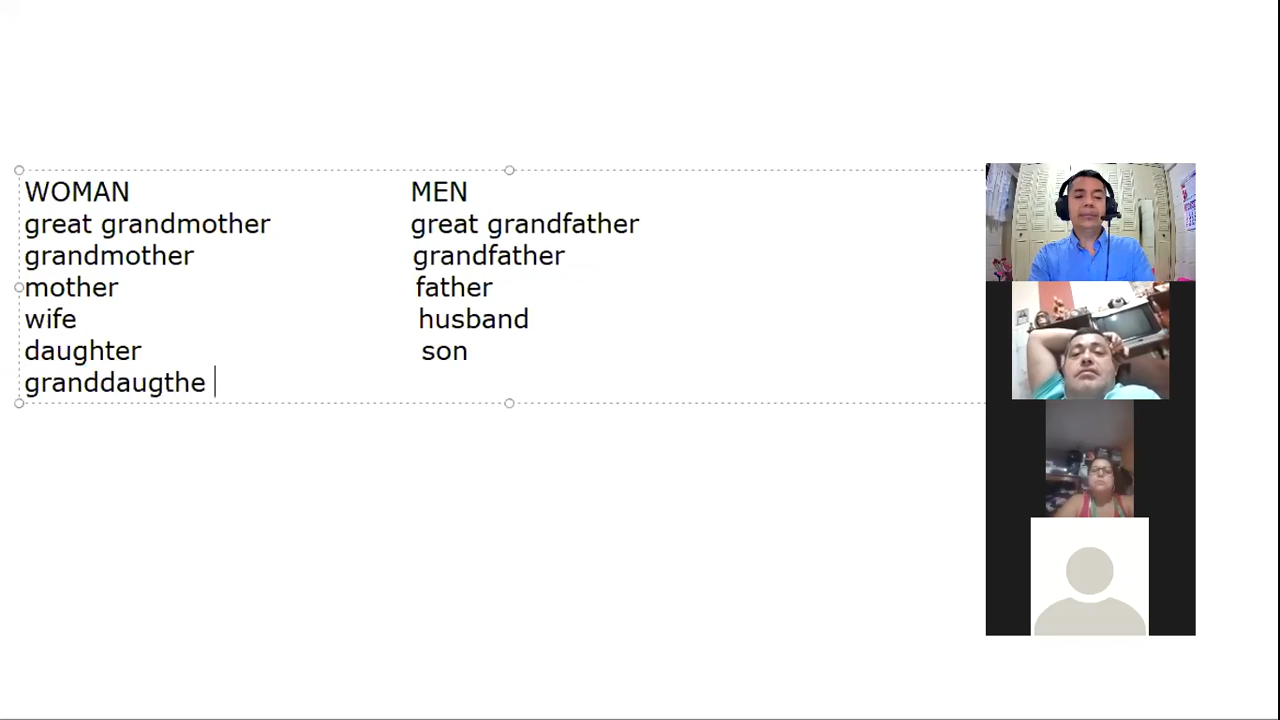 WOMAN MEN
great grandmother great grandfather
grandmother grandfather
mother father
wife husband
daughter son
granddaugthe